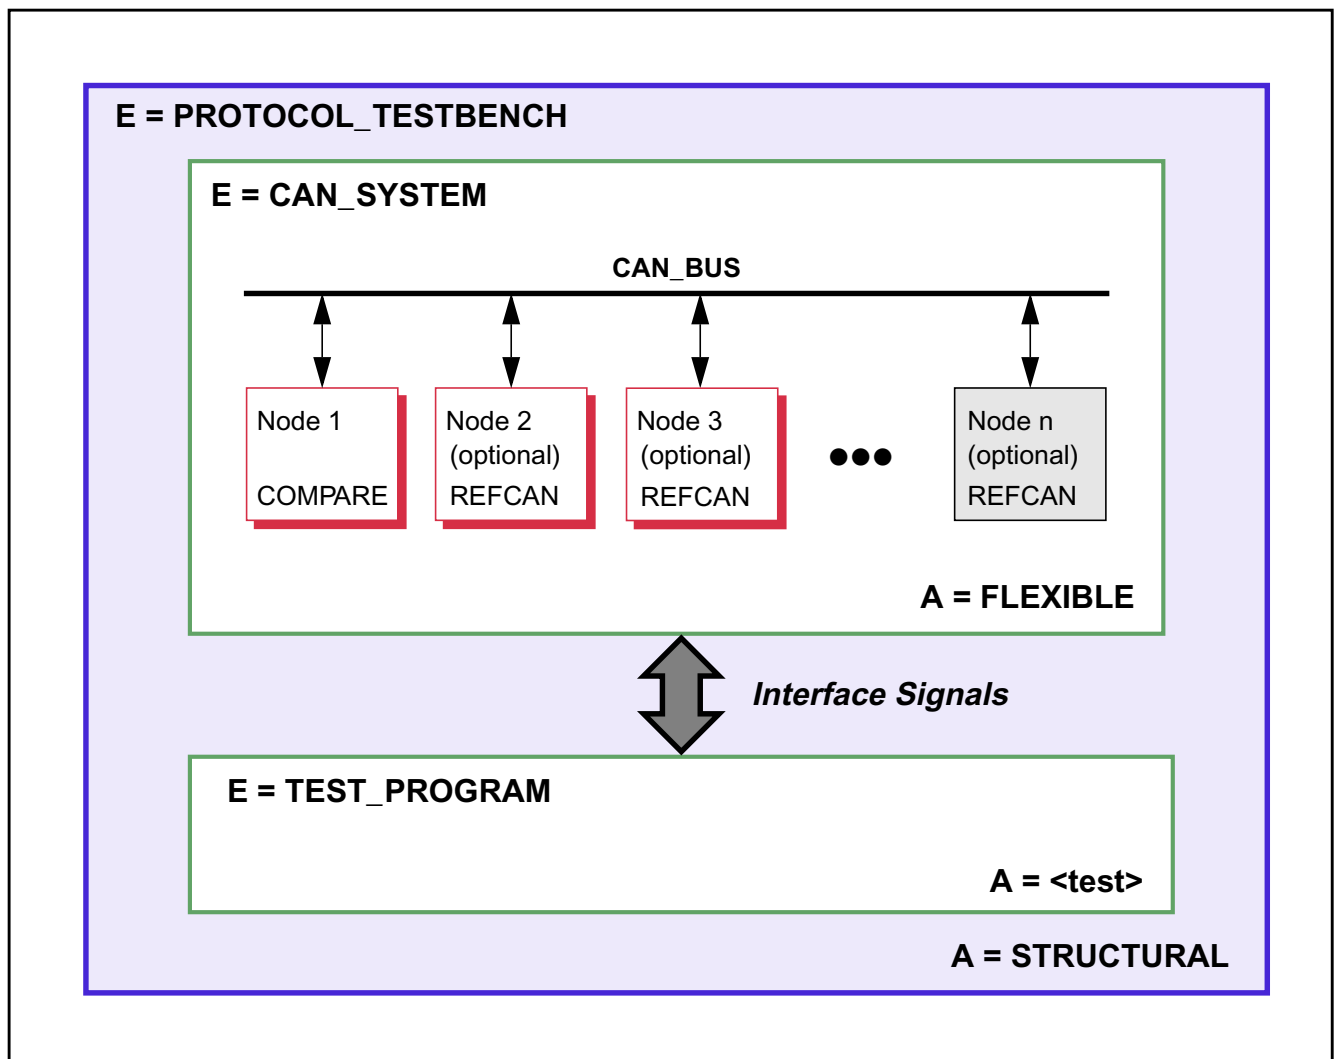 E = PROTOCOL_TESTBENCH
E = CAN_SYSTEM
CAN_BUS
Node 1
COMPARE
Node 2
(optional)
REFCAN
Node 3
(optional)
REFCAN
Node n
(optional)
REFCAN
A = FLEXIBLE
Interface Signals
E = TEST_PROGRAM
A = <test>
A = STRUCTURAL